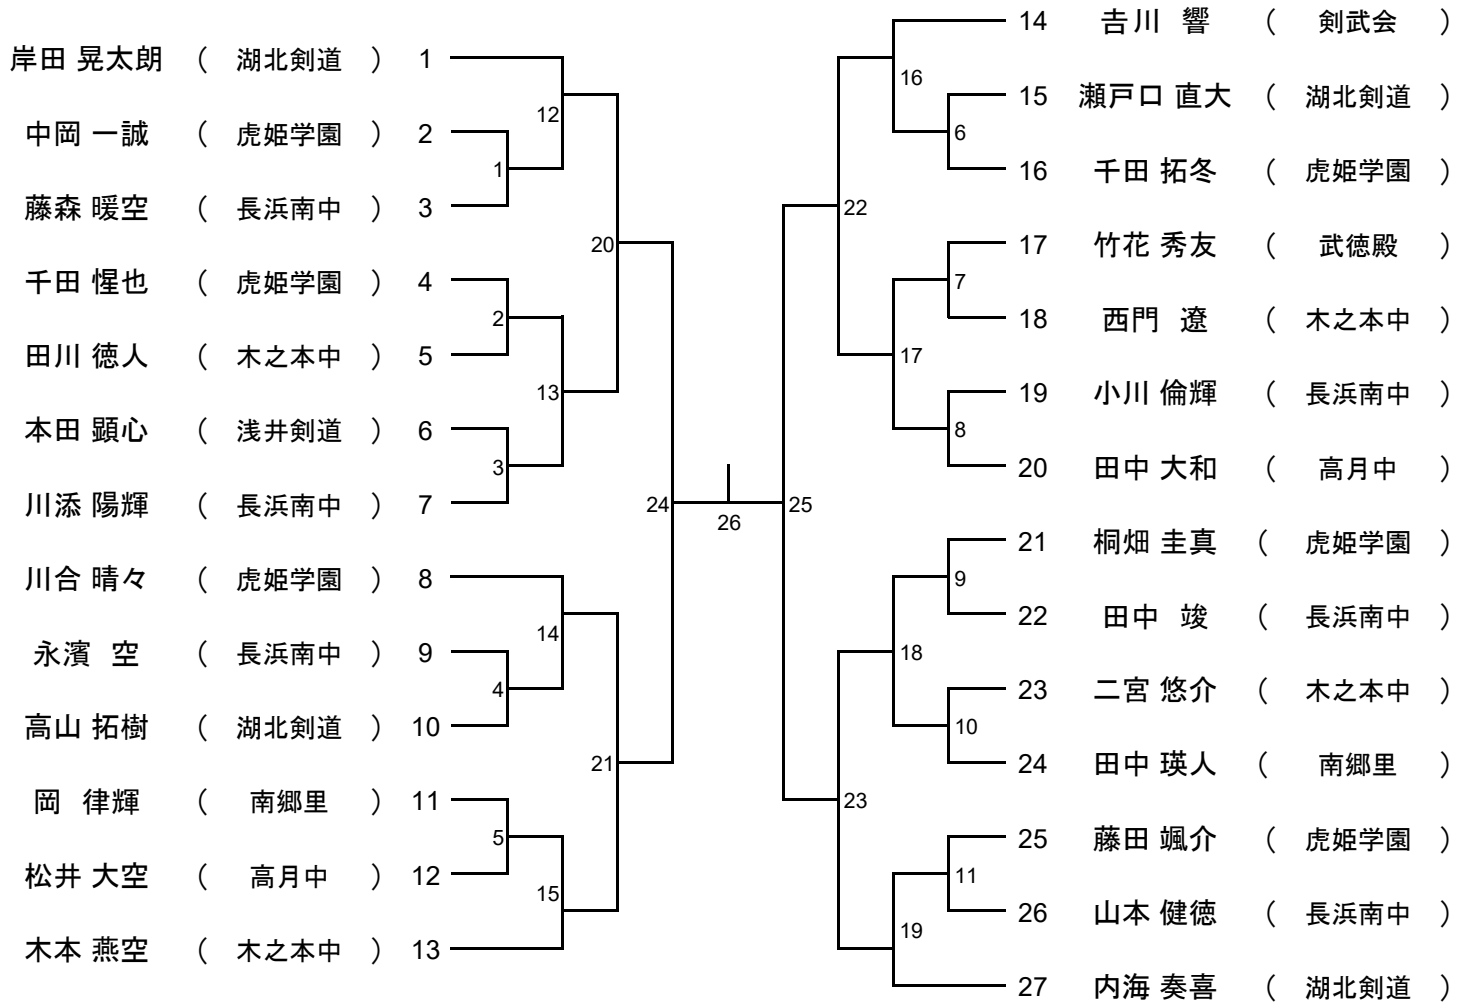 岸田 晃太朗 （ 湖北剣道 ） 1
中岡 一誠 （ 虎姫学園 ） 2
藤森 暖空 （ 長浜南中 ） 3
千田 惺也 （ 虎姫学園 ） 4
田川 徳人 （ 木之本中 ） 5
本田 顕心 （ 浅井剣道 ） 6
川添 陽輝 （ 長浜南中 ） 7
川合 晴々 （ 虎姫学園 ） 8
永濱 空 （ 長浜南中 ） 9
高山 拓樹 （ 湖北剣道 ） 10
岡 律輝 （ 南郷里 ） 11
松井 大空 （ 高月中 ） 12
木本 燕空 （ 木之本中 ） 13
12
1
20
2
13
3
24
14
4
21
5
15
26
25
16
6
22
7
17
8
9
18
10
23
11
19
14 吉川 響 （ 剣武会 ）
15 瀬戸口 直大 （ 湖北剣道 ）
16 千田 拓冬 （ 虎姫学園 ）
17 竹花 秀友 （ 武徳殿 ）
18 西門 遼 （ 木之本中 ）
19 小川 倫輝 （ 長浜南中 ）
20 田中 大和 （ 高月中 ）
21 桐畑 圭真 （ 虎姫学園 ）
22 田中 竣 （ 長浜南中 ）
23 二宮 悠介 （ 木之本中 ）
24 田中 瑛人 （ 南郷里 ）
25 藤田 颯介 （ 虎姫学園 ）
26 山本 健徳 （ 長浜南中 ）
27 内海 奏喜 （ 湖北剣道 ）